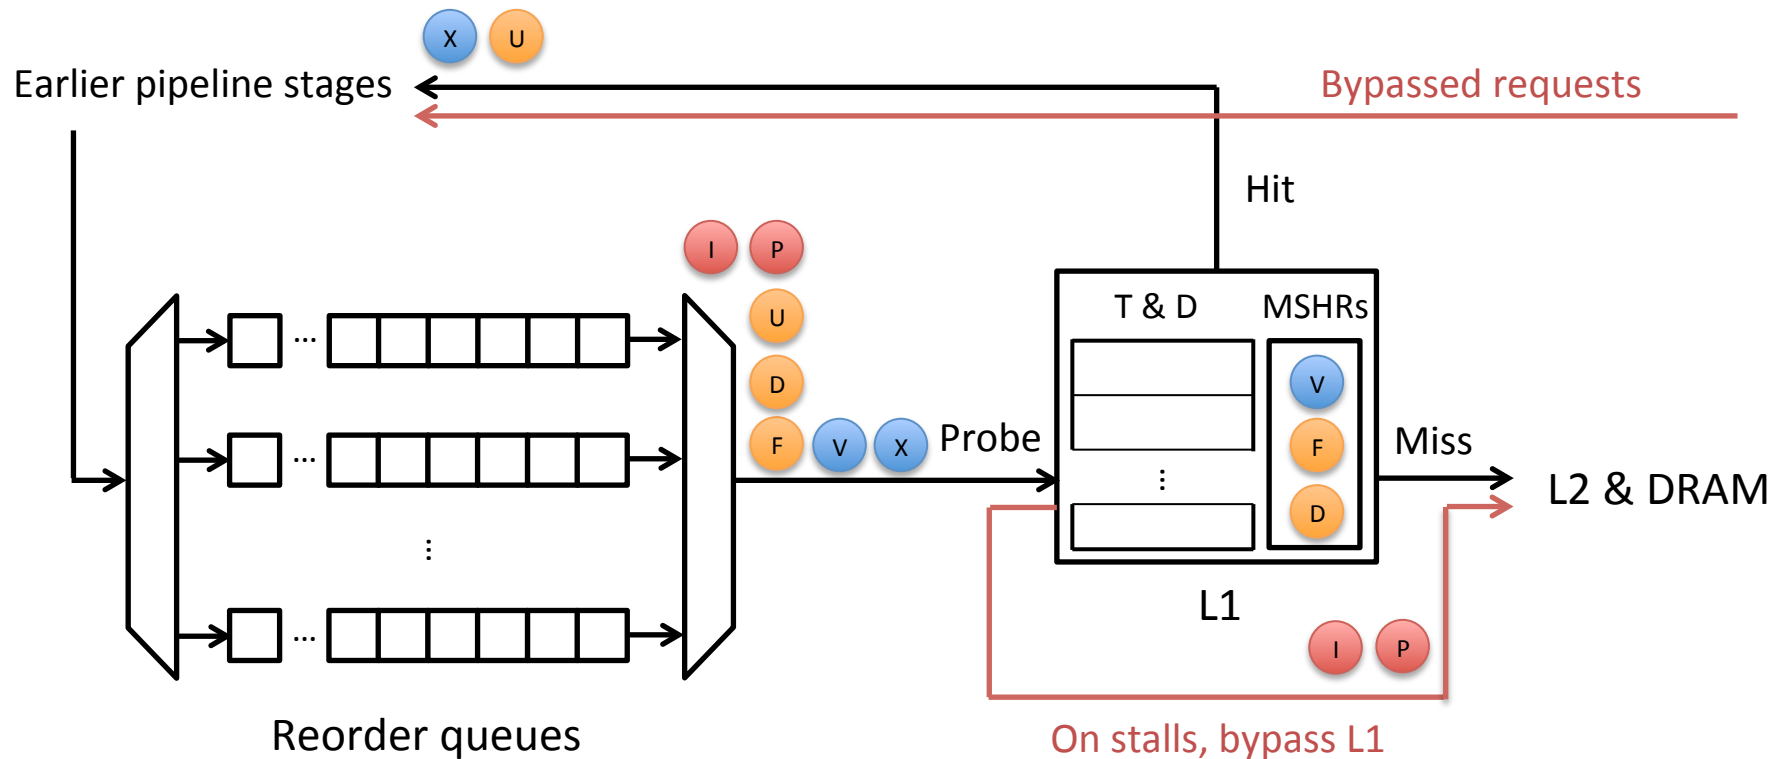 X U
Earlier pipeline stages
Bypassed requests
Hit
I P
T & D MSHRs
U
D
F V X
Probe
V
F
D
Miss
L2 & DRAM
...
...
...
...
...
L1
I P
Reorder queues
On stalls, bypass L1